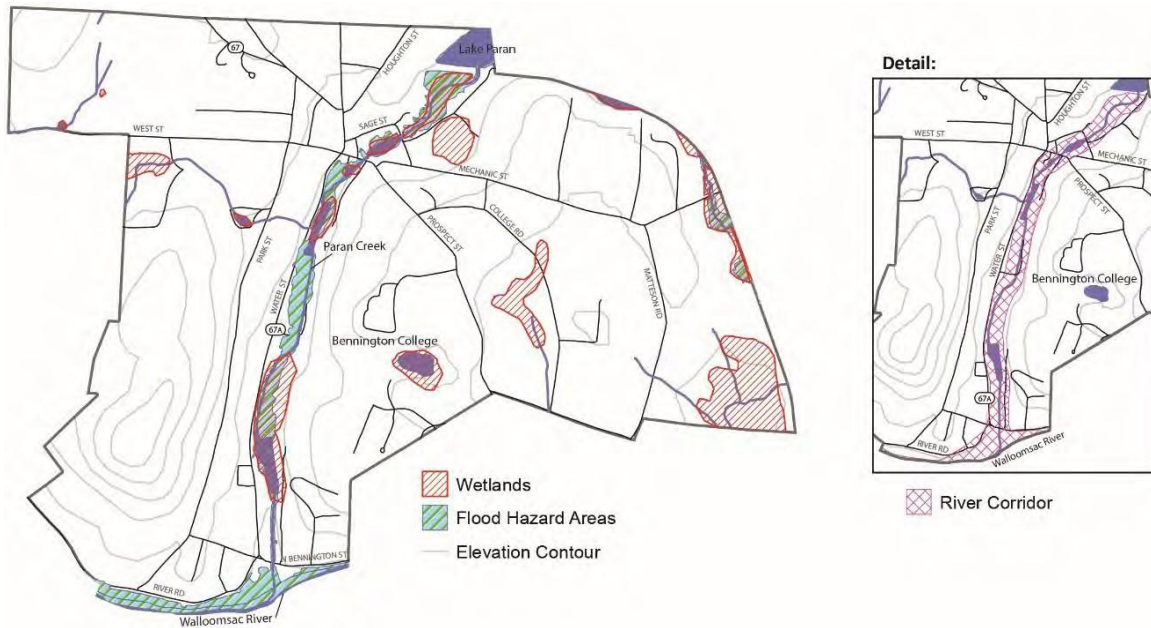 Lake Paran
67
HOUGHTON ST
SAGE ST
WEST ST
MECHANIC ST
COLLEGE RD
PROSPECT ST
PARK ST
Paran Creek
WATER ST
MATTESON RD
67A
Bennington College
Wetlands
Flood Hazard Areas
Elevation Contour
N BENNINGTON ST
RIVER RD
Walloomsac River
Detail:
HOUGHTON ST
WEST ST
MECHANIC ST
PROSPECT ST
PARK ST
WATER ST
Bennington College
67A
RIVER RD
Walloomsac River
River Corridor